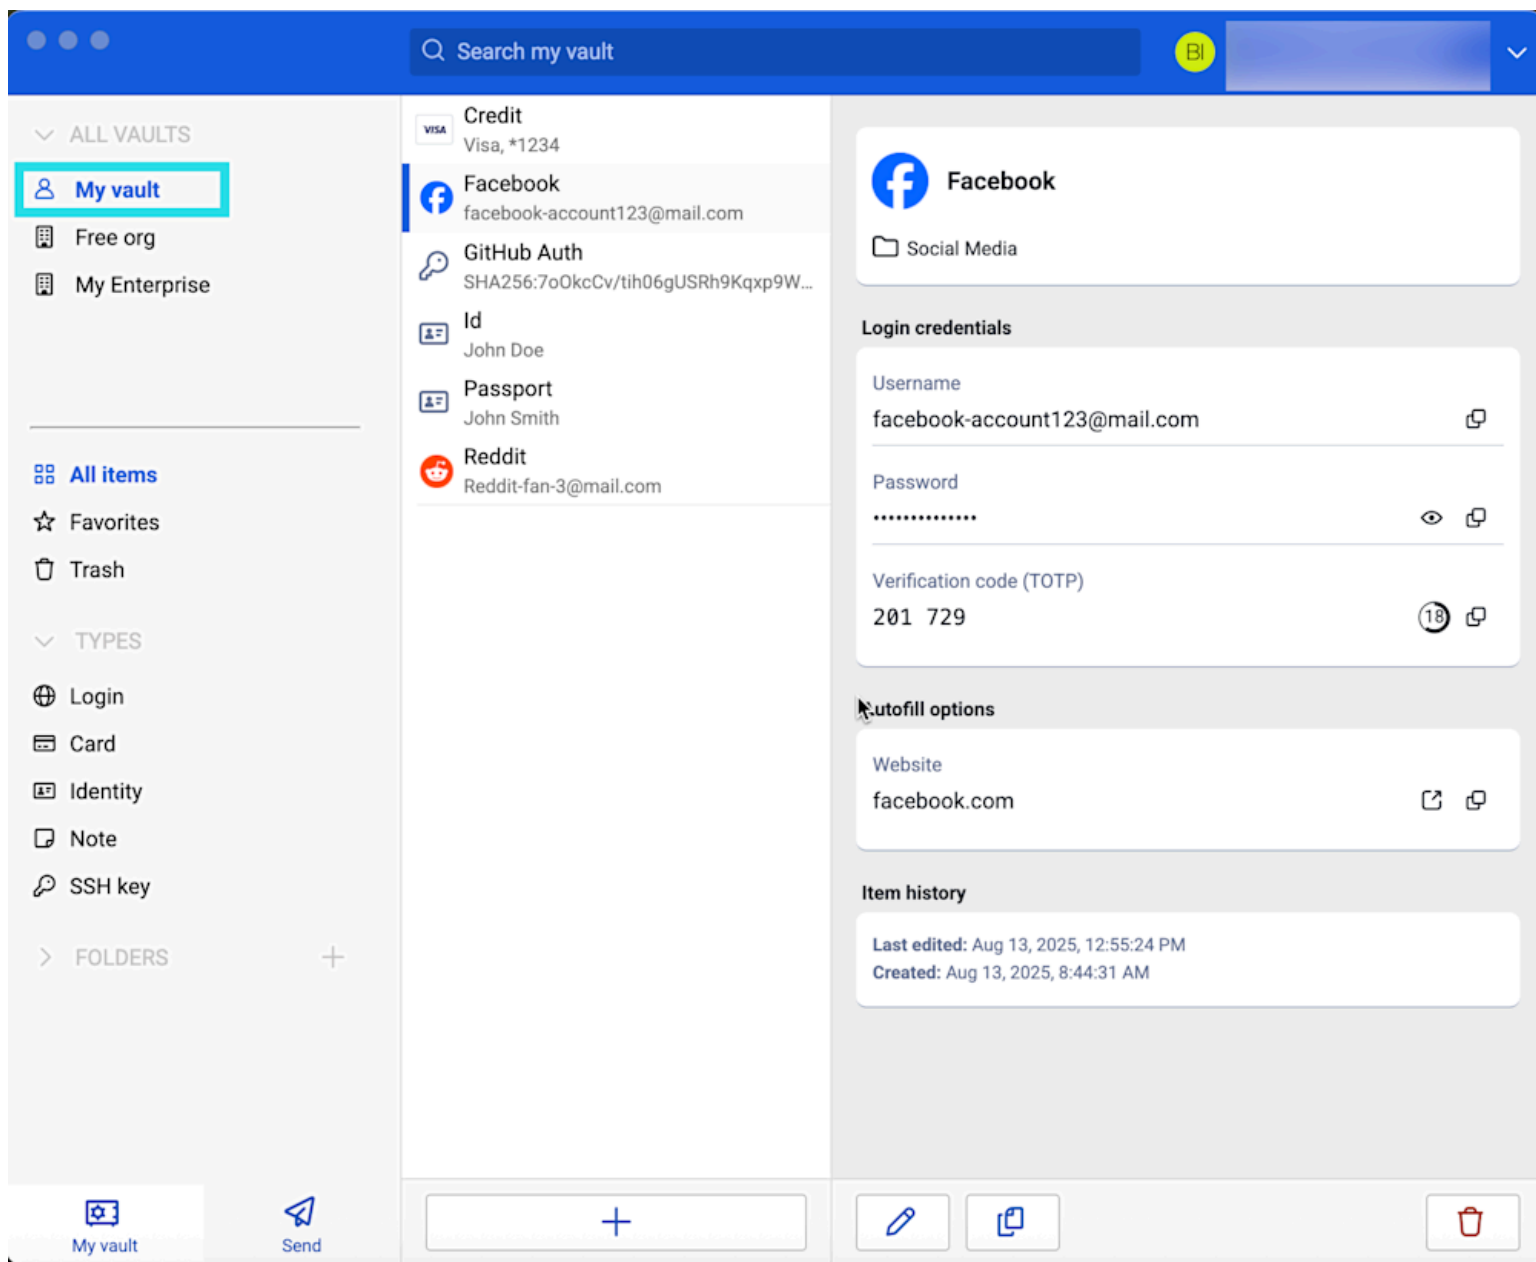 Search my vault
BI
ALL VAULTS
My vault
Free org
My Enterprise
All items
Favorites
Trash
TYPES
Login
Card
Identity
Note
SSH key
FOLDERS
My vault
Send
VISA
Credit
Visa, *1234
Facebook
facebook-account123@mail.com
GitHub Auth
SHA256:7oOkcCv/tih06gUSRh9Kqxp9W...
Id
John Doe
Passport
John Smith
Reddit
Reddit-fan-3@mail.com
Facebook
Social Media
Login credentials
Username
facebook-account123@mail.com
Password
••••••••••••••
Verification code (TOTP)
201 729
18
utofill options
Website
facebook.com
Item history
Last edited: Aug 13, 2025, 12:55:24 PM
Created: Aug 13, 2025, 8:44:31 AM